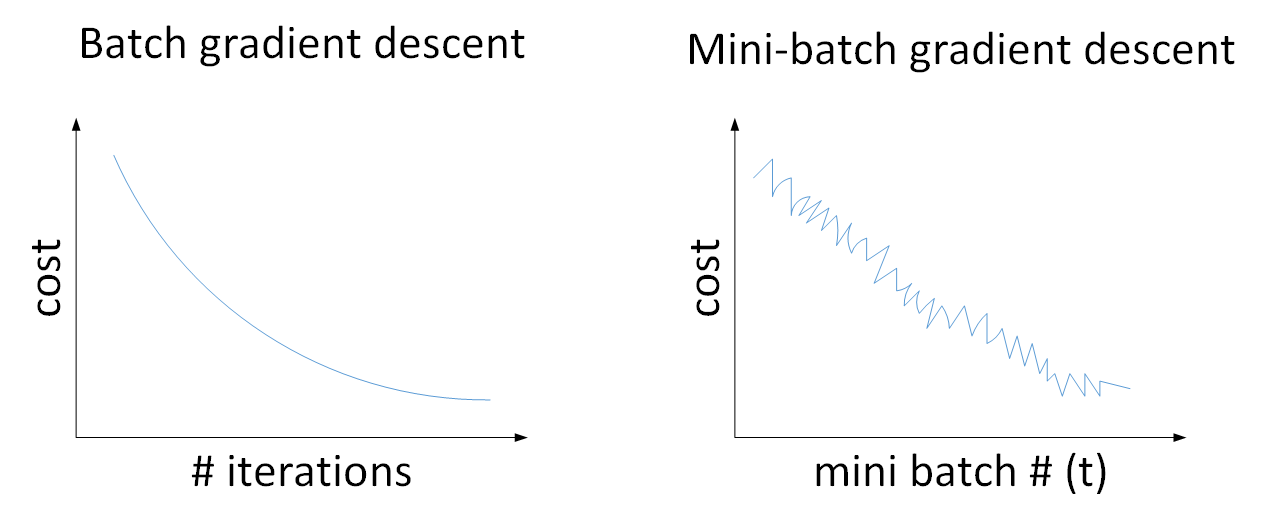 Batch gradient descent
cost
# iterations
Mini-batch gradient descent
cost
mini batch # (t)